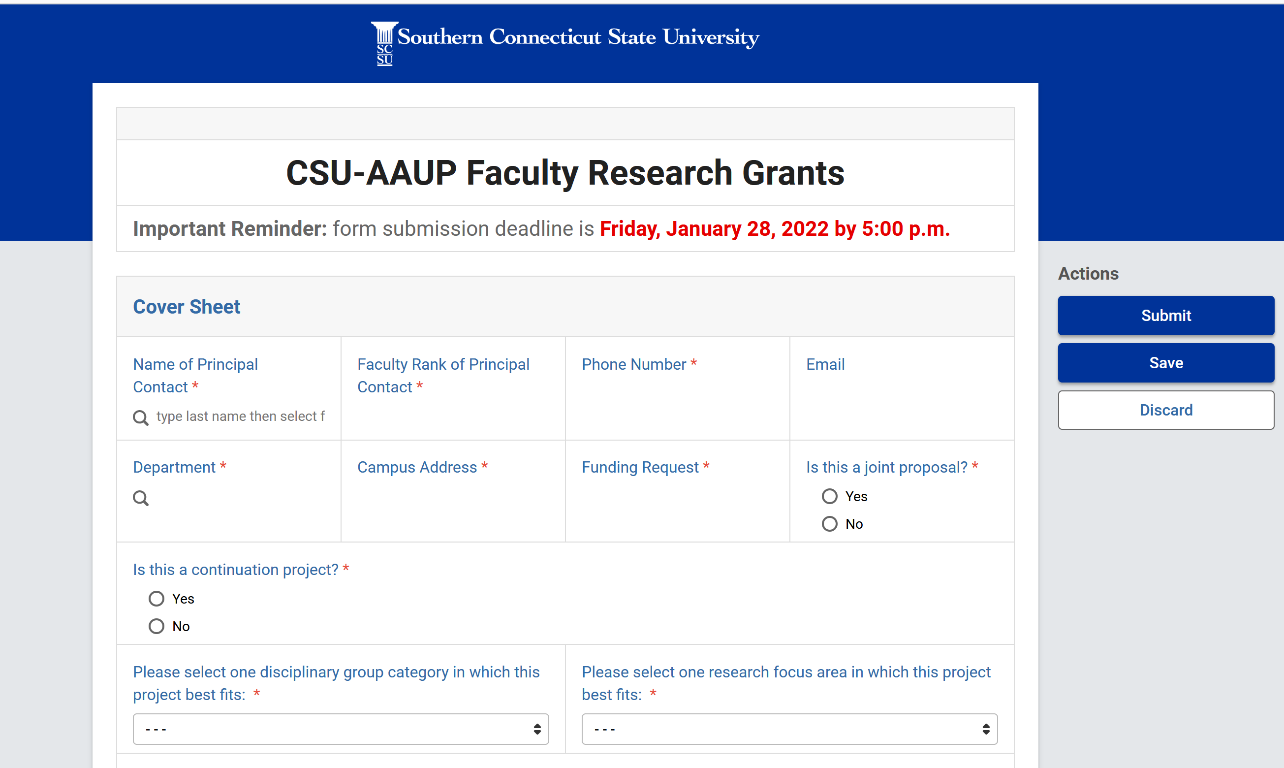 SC
SU
Southern Connecticut State University
CSU-AAUP Faculty Research Grants
Important Reminder: form submission deadline is Friday, January 28, 2022 by 5:00 p.m.
Actions
Submit
Save
Discard
Cover Sheet
Name of Principal
Contact *
type last name then select f
Faculty Rank of Principal
Contact *
Phone Number *
Email
Department *
Campus Address *
Funding Request *
Is this a joint proposal? *
Yes
No
Is this a continuation project? *
Yes
No
Please select one disciplinary group category in which this
project best fits: *
---
Please select one research focus area in which this project
best fits: *
---